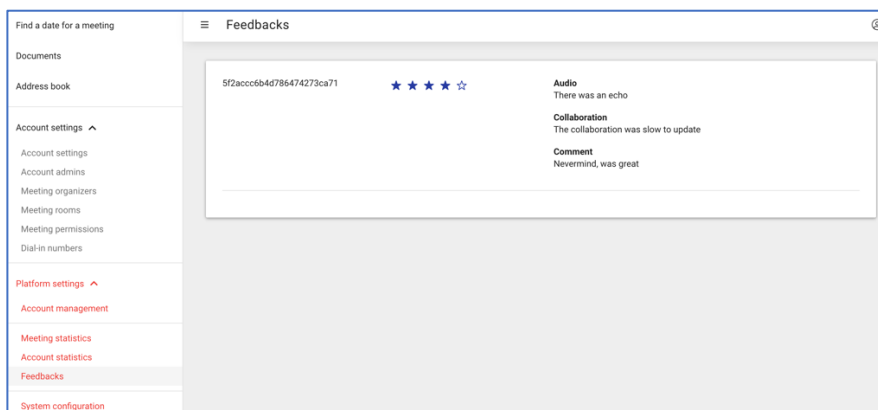 Find a date for a meeting
Documents
Address book
Account settings
Account settings
Account admins
Meeting organizers
Meeting rooms
Meeting permissions
Dial-in numbers
Platform settings
Account management
Meeting statistics
Account statistics
Feedbacks
System configuration
Feedbacks
5f2accc6b4d786474273ca71
Audio
There was an echo
Collaboration
The collaboration was slow to update
Comment
Nevermind, was great